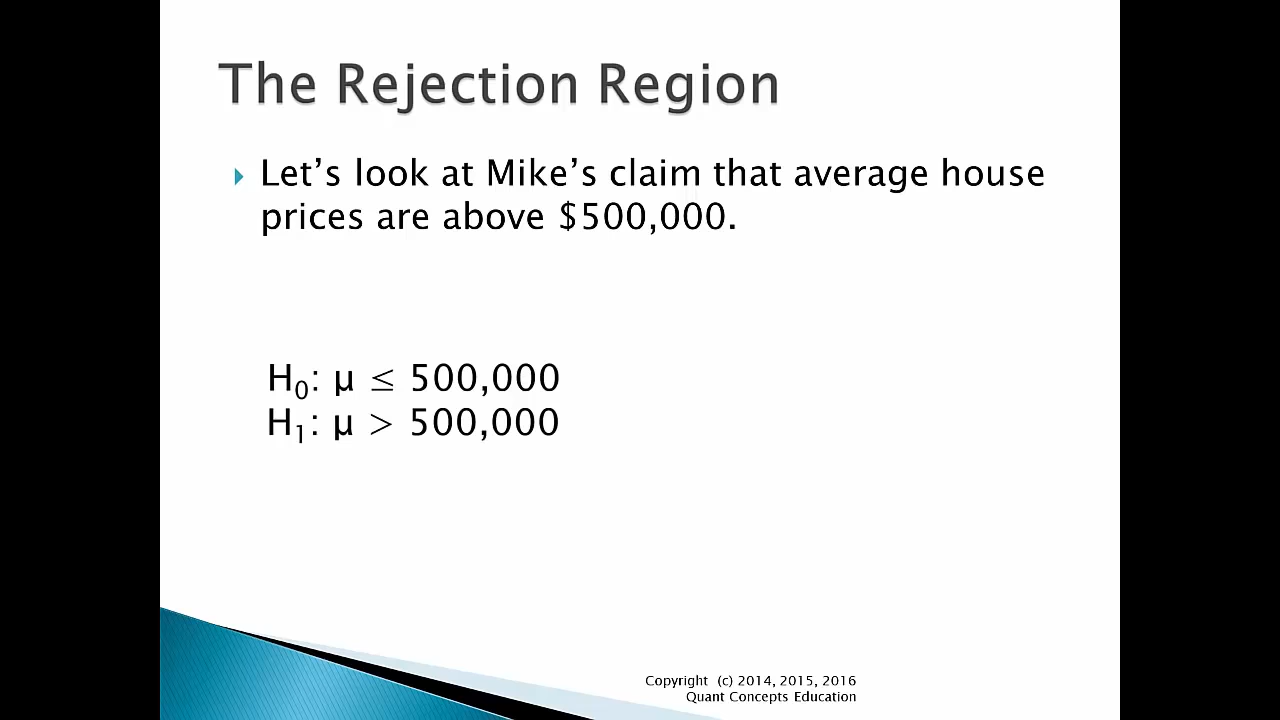 The Rejection Region
Let’s look at Mike’s claim that average house
prices are above $500,000.
H₀: µ ≤ 500,000
H₁: µ > 500,000
Copyright (c) 2014, 2015, 2016
Quant Concepts Education